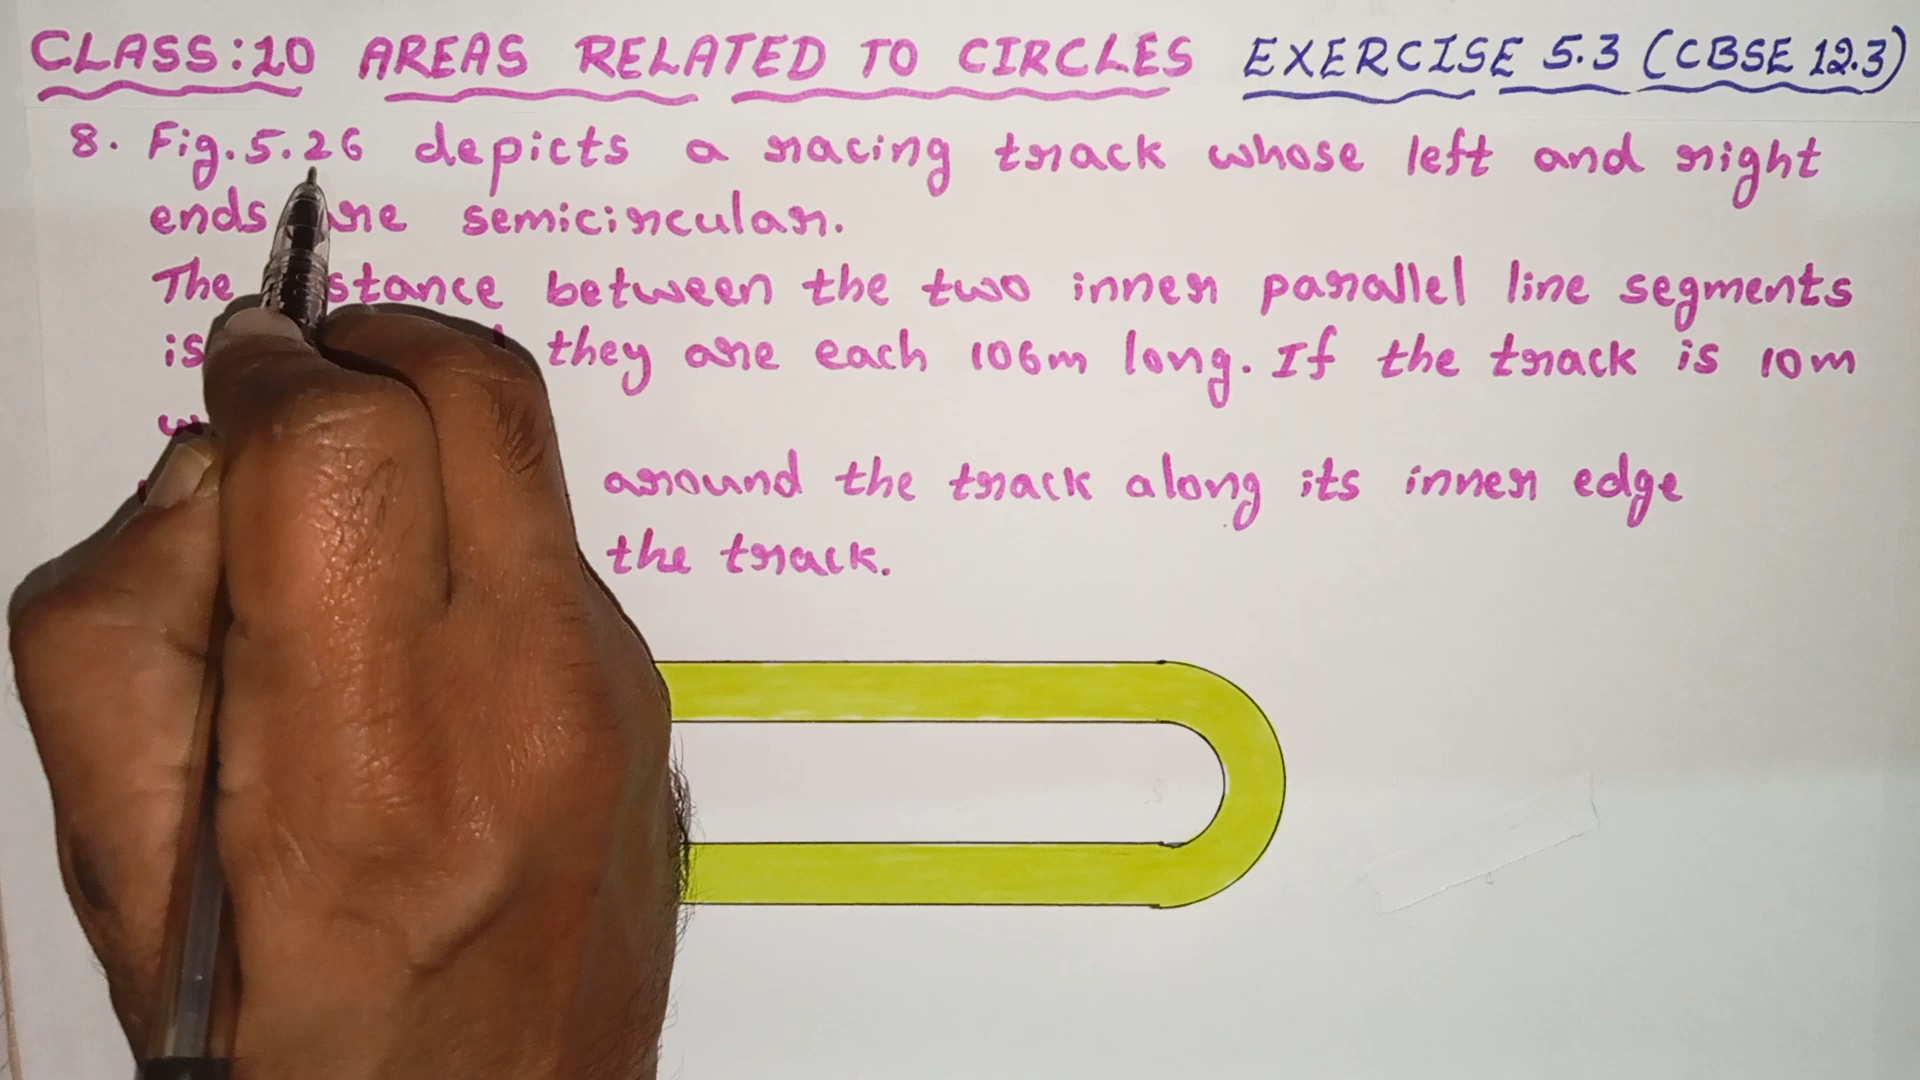 CLASS:10 AREAS RELATED TO CIRCLES EXERCISE 5.3 (CBSE 12.3)
8. Fig.5.26 depicts a racing track whose left and right
ends are semicircular.
The stance between the two inner parallel line segments
is they are each 106m long. If the track is 10m
around the track along its inner edge
the track.